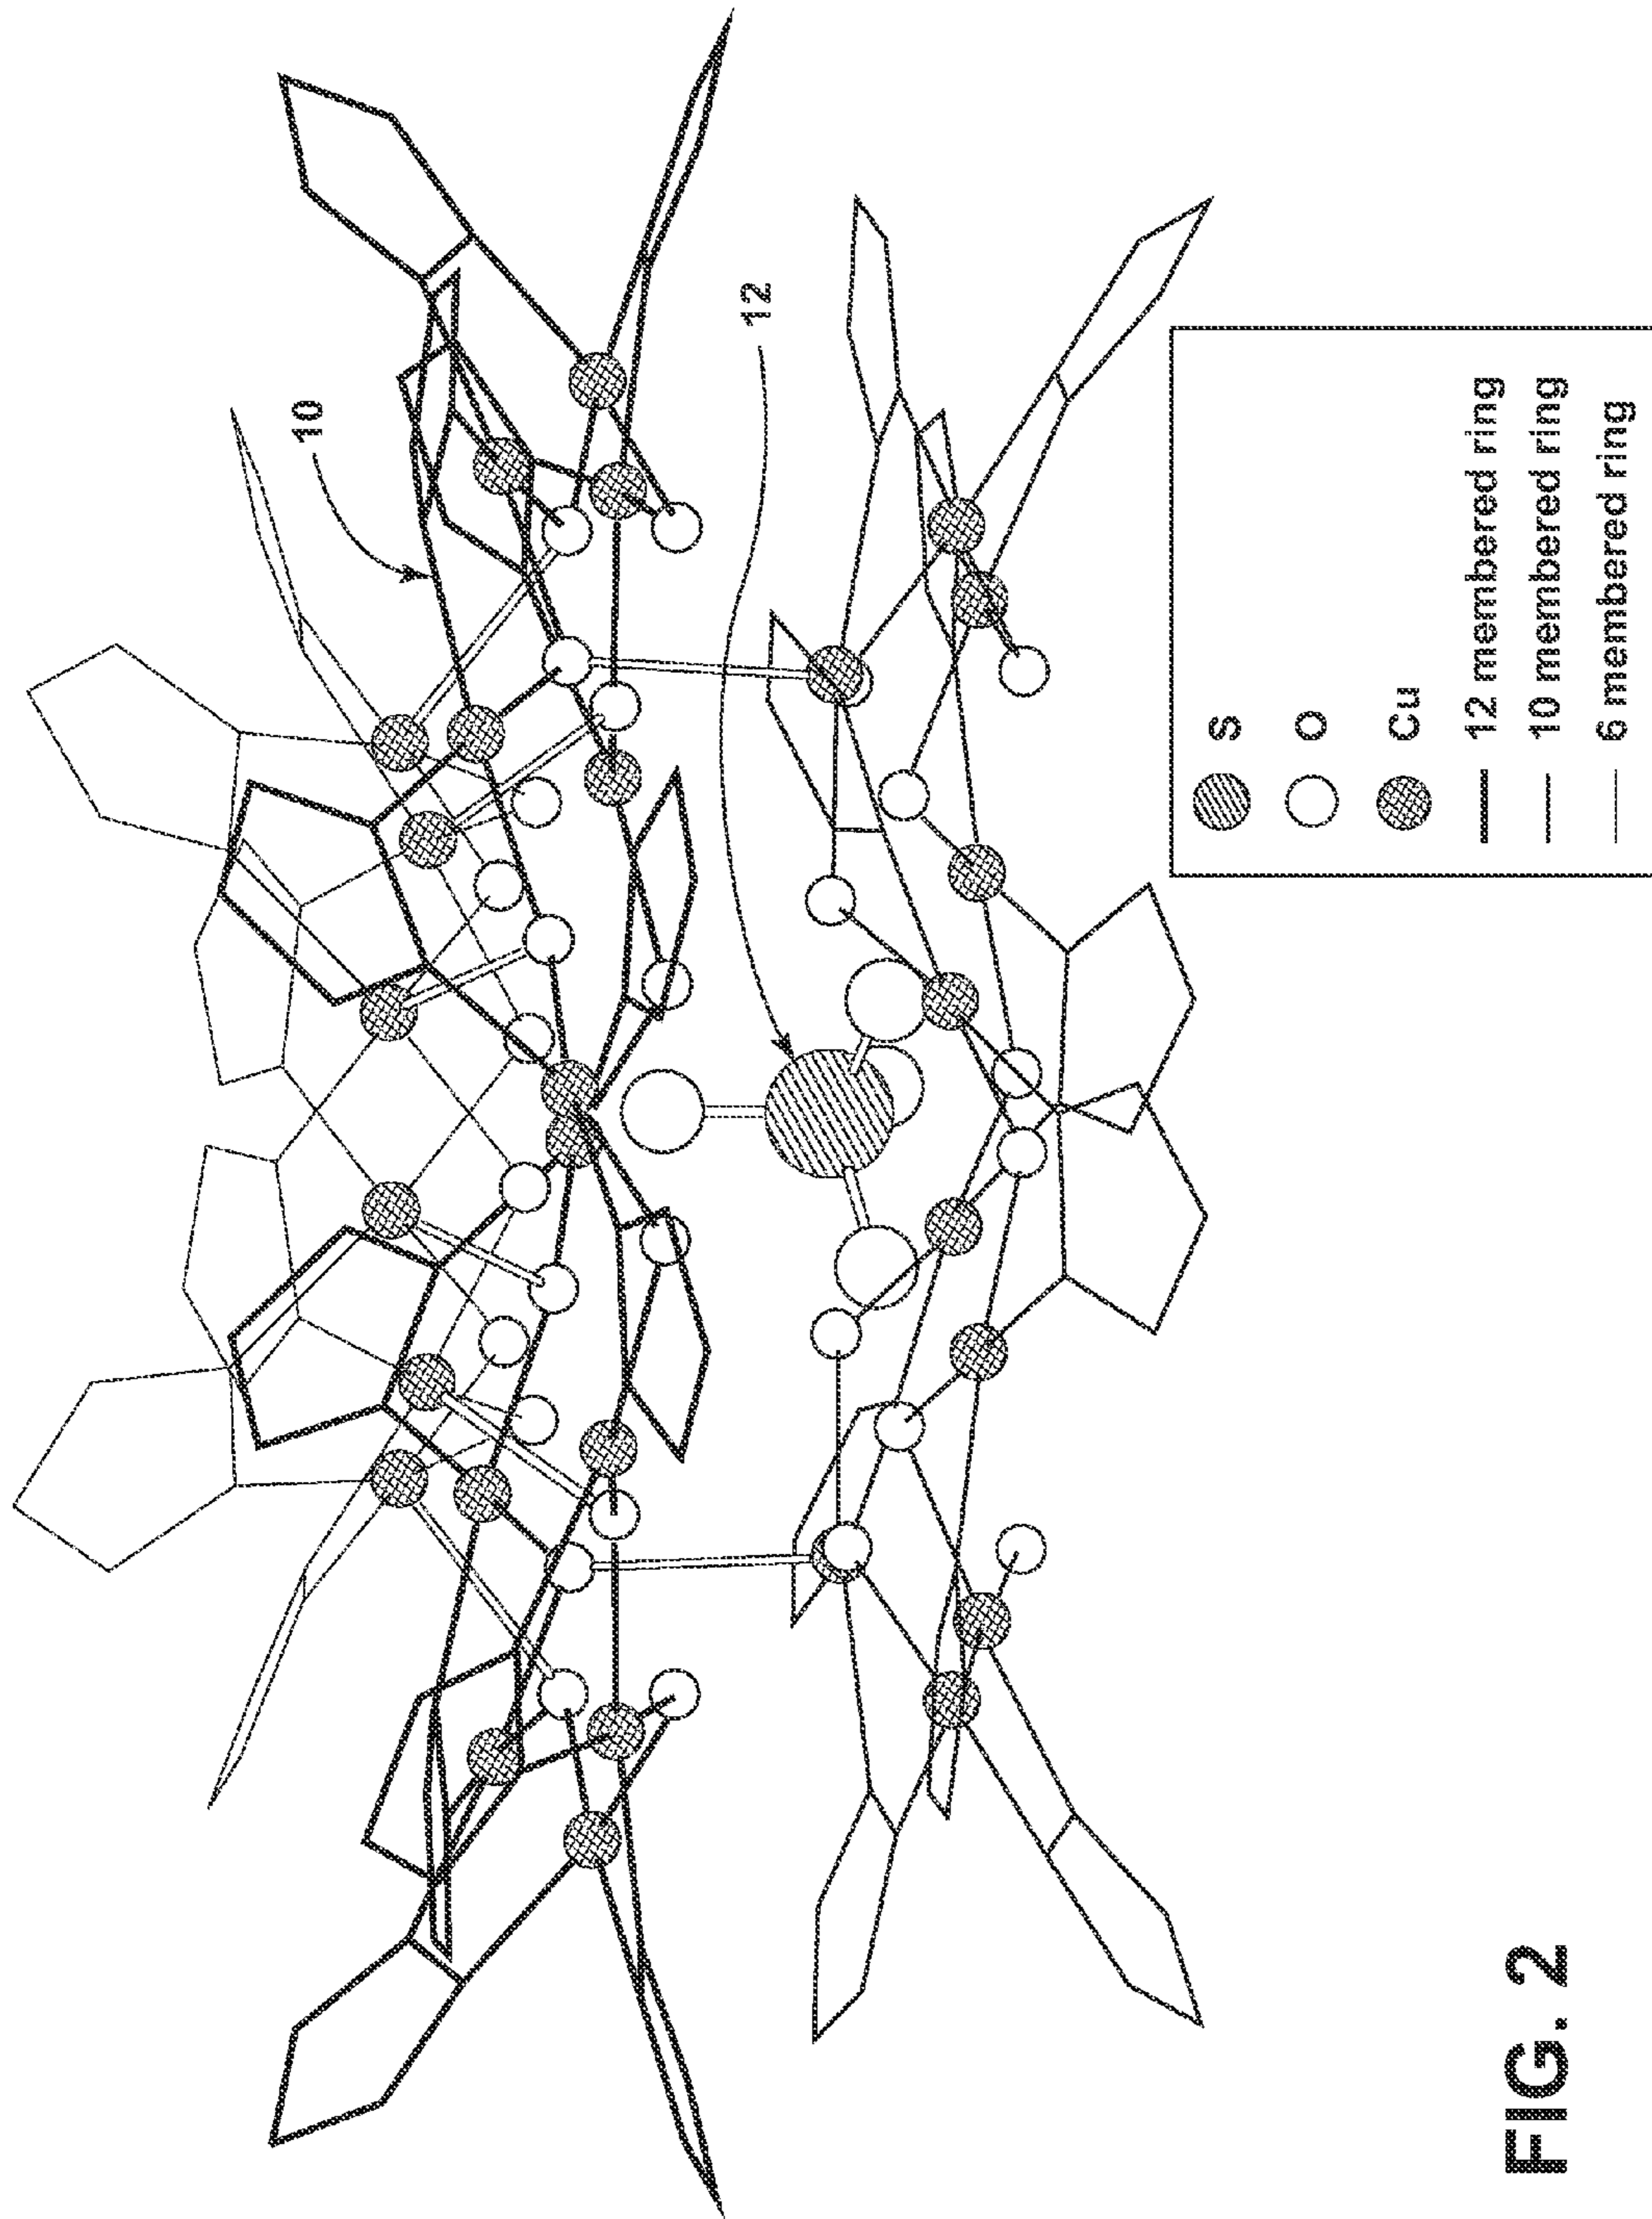 10
12
S
O
Cu
12 membered ring
10 membered ring
6 membered ring
FIG. 2